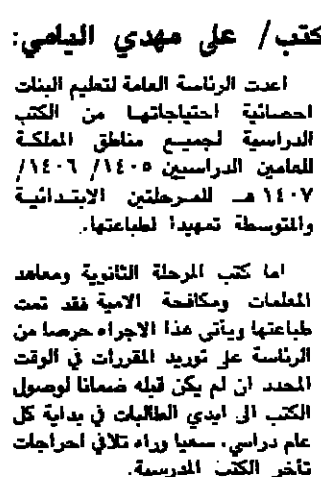 كتب/ على مهدي اليامي:
اعدت الرئاسة العامة لتعليم البنات
احصائية احتياجاتها من الكتب
الدراسية لجميع مناطق المملكة
للعامين الدراسيين ١٤٠٥/ ١٤٠٦/
١٤٠٧ هـ للمرحلتين الابتدائية
والمتوسطة تمهيدا لطباعتها.
اما كتب المرحلة الثانوية ومعاهد
المعلمات ومكافحة الامية فقد تمت
طباعتها ويأتي هذا الاجراء حرصا من
الرئاسة على توريد المقررات في الوقت
المحدد ان لم يكن قبله ضمانا لوصول
الكتب الى ايدي الطالبات في بداية كل
عام دراسي. سعيا وراء تلافي احراجات
تأخر الكتب المدرسية.